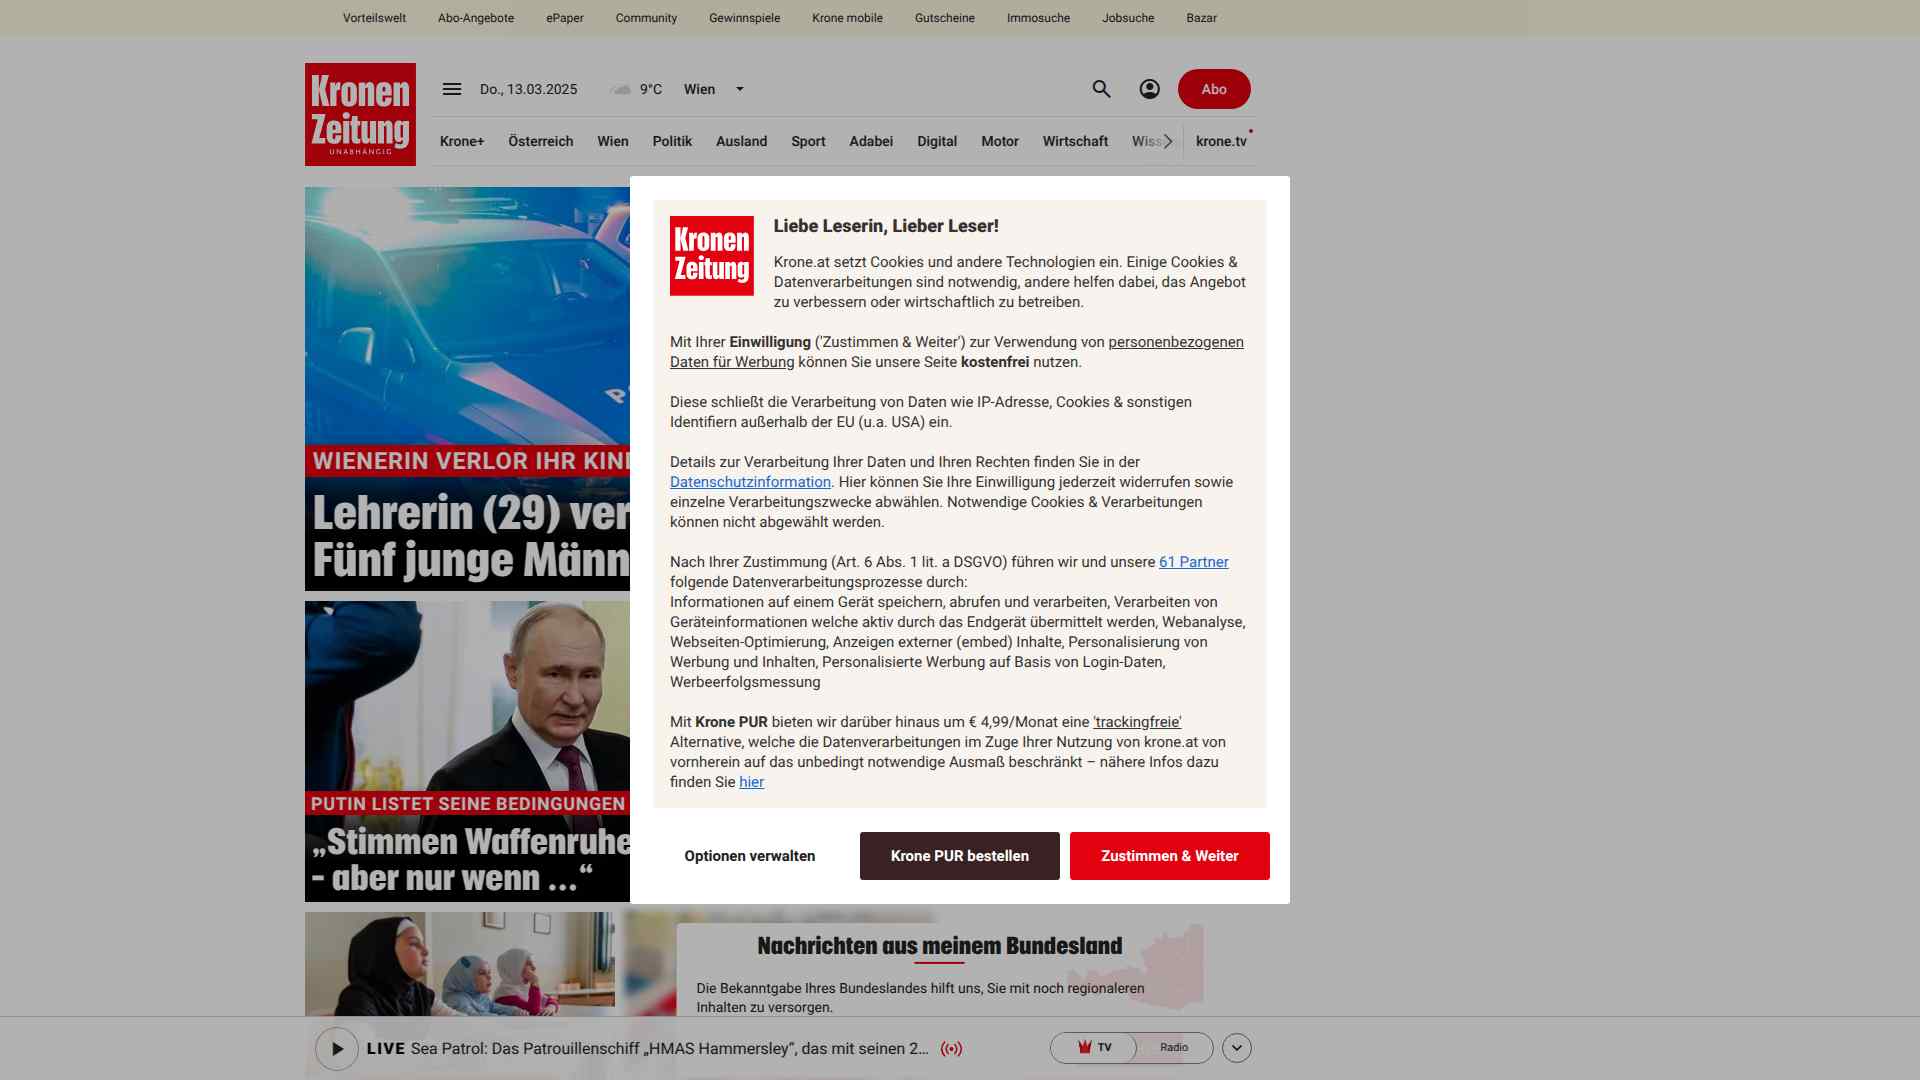 Vorteilswelt Abo-Angebote ePaper Community Gewinnspiele Krone mobile Gutscheine Immosuche Jobsuche Bazar
Kronen
Zeitung
UNABHÄNGIG
Do., 13.03.2025 9°C Wien
Abo
Krone+ Österreich Wien Politik Ausland Sport Adabei Digital Motor Wirtschaft Wiss krone.tv
WIENERIN VERLOR IHR KIN
Lehrerin (29) ver
Fünf junge Männ
PUTIN LISTET SEINE BEDINGUNGEN
„Stimmen Waffenruhe
- aber nur wenn ...“
Kronen
Zeitung
Liebe Leserin, Lieber Leser!
Krone.at setzt Cookies und andere Technologien ein. Einige Cookies &
Datenverarbeitungen sind notwendig, andere helfen dabei, das Angebot
zu verbessern oder wirtschaftlich zu betreiben.
Mit Ihrer Einwilligung ('Zustimmen & Weiter') zur Verwendung von personenbezogenen
Daten für Werbung können Sie unsere Seite kostenfrei nutzen.
Diese schließt die Verarbeitung von Daten wie IP-Adresse, Cookies & sonstigen
Identifiern außerhalb der EU (u.a. USA) ein.
Details zur Verarbeitung Ihrer Daten und Ihren Rechten finden Sie in der
Datenschutzinformation. Hier können Sie Ihre Einwilligung jederzeit widerrufen sowie
einzelne Verarbeitungszwecke abwählen. Notwendige Cookies & Verarbeitungen
können nicht abgewählt werden.
Nach Ihrer Zustimmung (Art. 6 Abs. 1 lit. a DSGVO) führen wir und unsere 61 Partner
folgende Datenverarbeitungsprozesse durch:
Informationen auf einem Gerät speichern, abrufen und verarbeiten, Verarbeiten von
Geräteinformationen welche aktiv durch das Endgerät übermittelt werden, Webanalyse,
Webseiten-Optimierung, Anzeigen externer (embed) Inhalte, Personalisierung von
Werbung und Inhalten, Personalisierte Werbung auf Basis von Login-Daten,
Werbeerfolgsmessung
Mit Krone PUR bieten wir darüber hinaus um € 4,99/Monat eine 'trackingfreie'
Alternative, welche die Datenverarbeitungen im Zuge Ihrer Nutzung von krone.at von
vornherein auf das unbedingt notwendige Ausmaß beschränkt – nähere Infos dazu
finden Sie hier
Optionen verwalten Krone PUR bestellen Zustimmen & Weiter
Nachrichten aus meinem Bundesland
Die Bekanntgabe Ihres Bundeslandes hilft uns, Sie mit noch regionaleren
Inhalten zu versorgen.
LIVE Sea Patrol: Das Patrouillenschiff „HMAS Hammersley“, das mit seinen 2... TV Radio